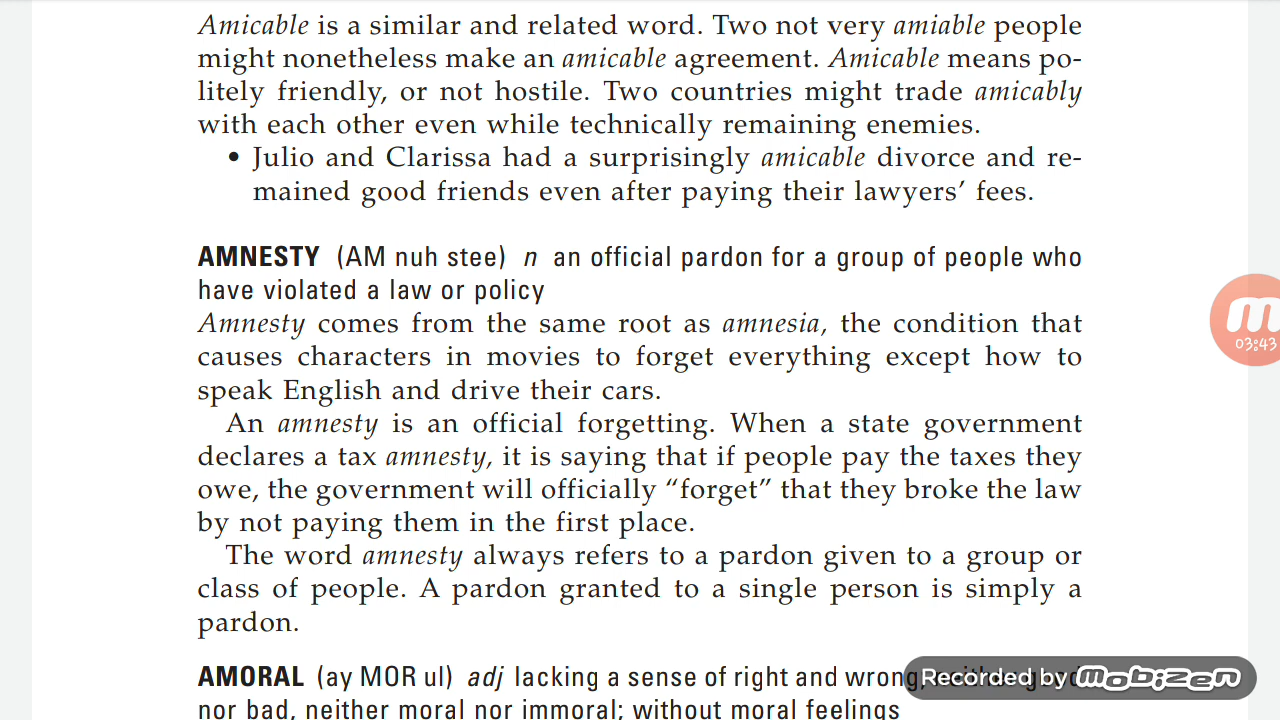 Amicable is a similar and related word. Two not very amiable people
might nonetheless make an amicable agreement. Amicable means po-
litely friendly, or not hostile. Two countries might trade amicably
with each other even while technically remaining enemies.
• Julio and Clarissa had a surprisingly amicable divorce and re-
mained good friends even after paying their lawyers’ fees.
AMNESTY (AM nuh stee) n an official pardon for a group of people who
have violated a law or policy
Amnesty comes from the same root as amnesia, the condition that
causes characters in movies to forget everything except how to
speak English and drive their cars.
An amnesty is an official forgetting. When a state government
declares a tax amnesty, it is saying that if people pay the taxes they
owe, the government will officially “forget” that they broke the law
by not paying them in the first place.
The word amnesty always refers to a pardon given to a group or
class of people. A pardon granted to a single person is simply a
pardon.
AMORAL (ay MOR ul) adj lacking a sense of right and wrong,
nor bad, neither moral nor immoral; without moral feelings
m
03:43
Recorded by mobizen